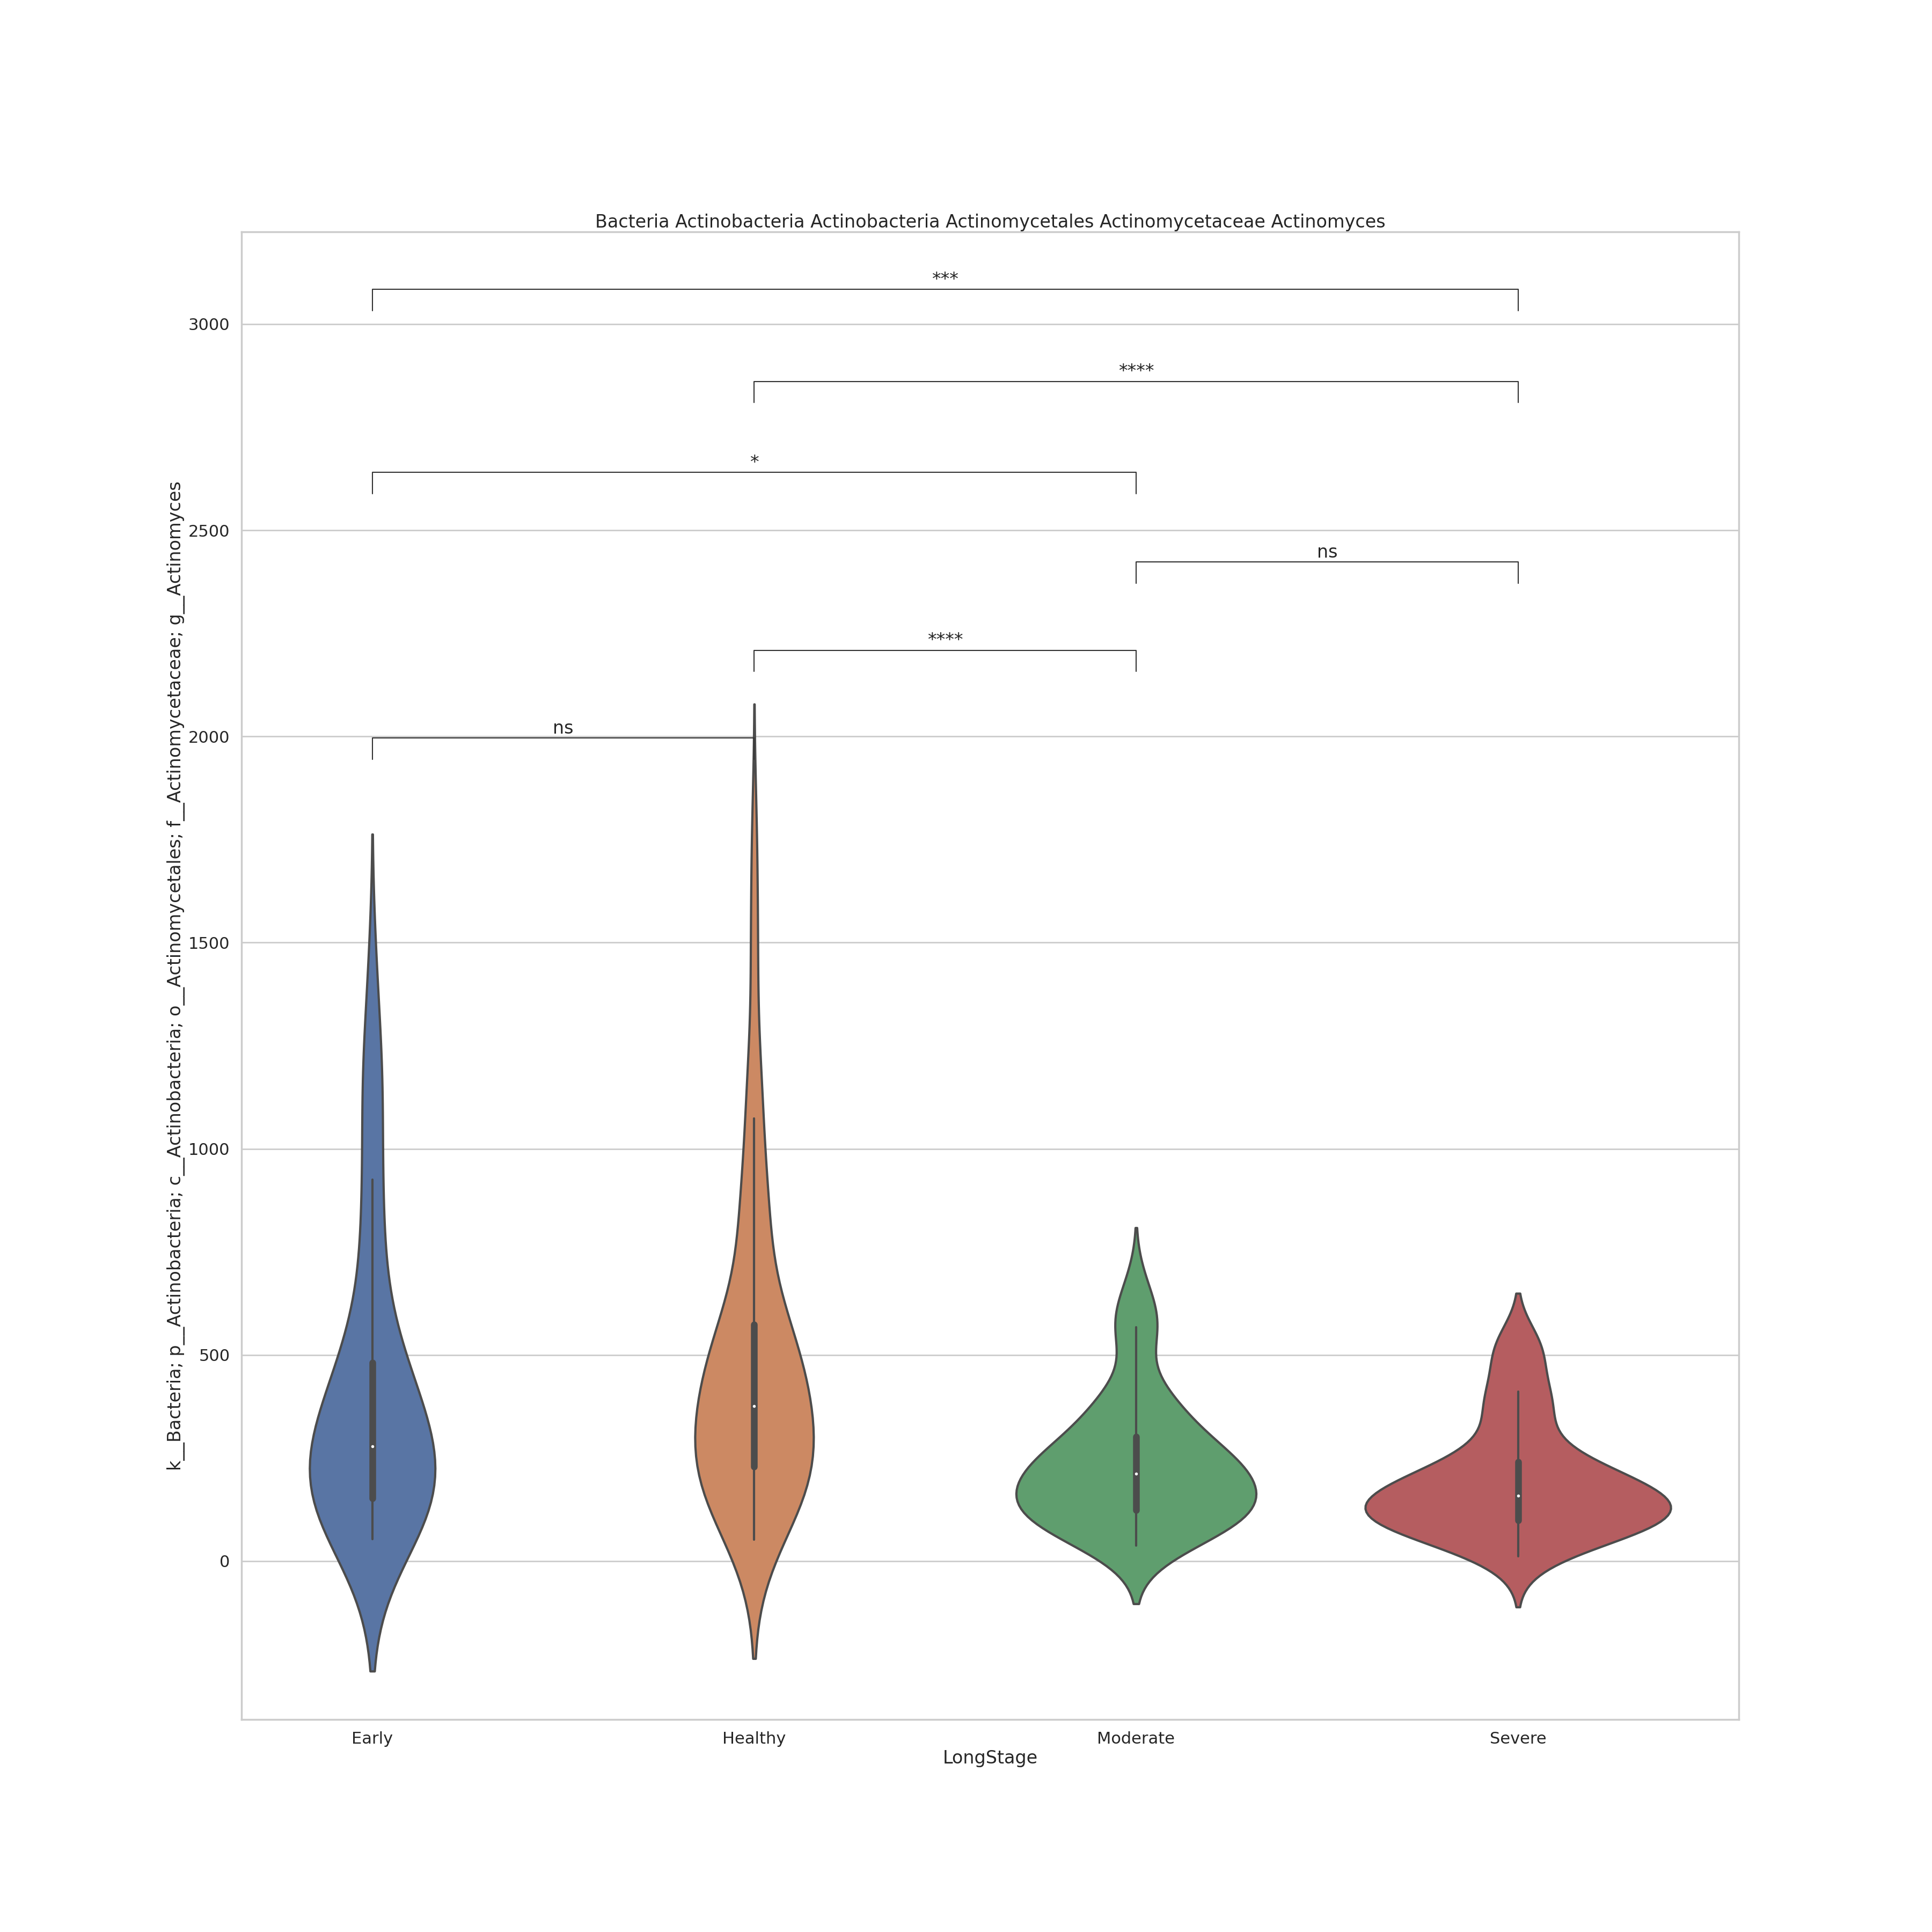 Bacteria Actinobacteria Actinobacteria Actinomycetales Actinomycetaceae Actinomyces
k__Bacteria; p__Actinobacteria; c__Actinobacteria; o__Actinomycetales; f__Actinomycetaceae; g__Actinomyces
***
3000
****
*
2500
ns
****
ns
2000
1500
1000
500
0
Early Healthy Moderate Severe
LongStage